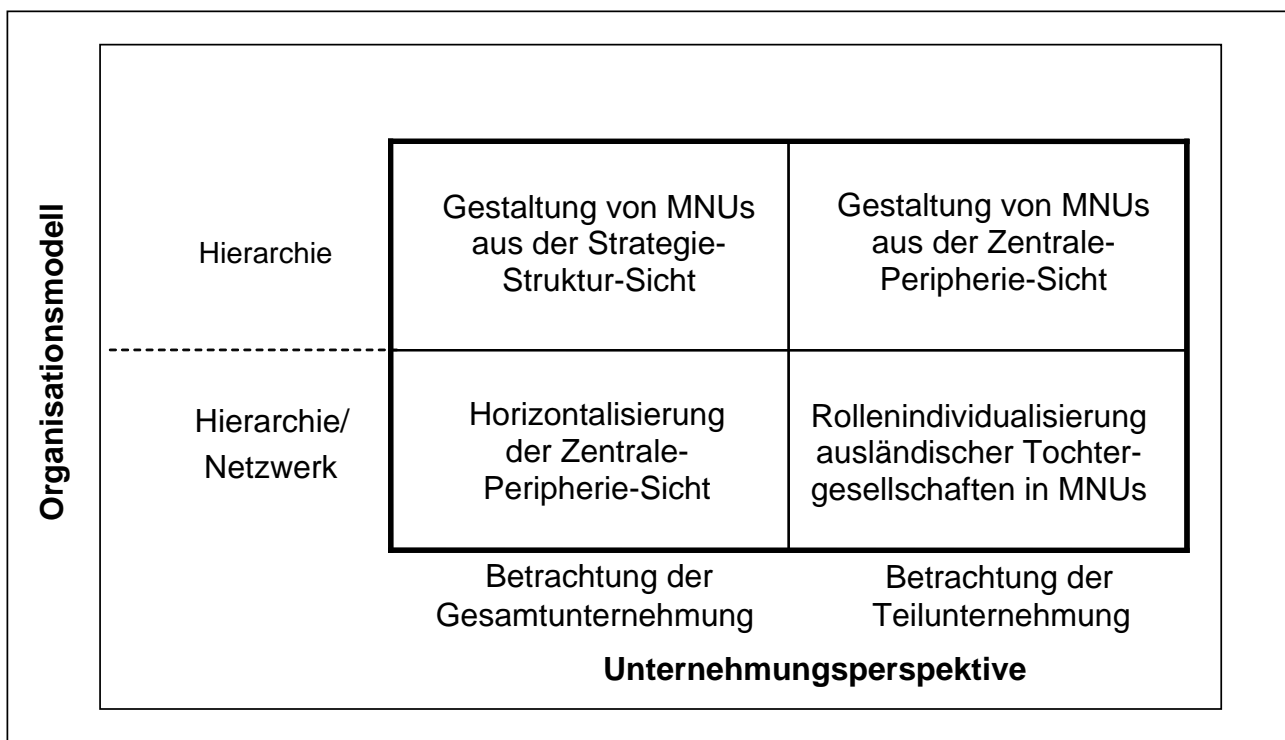 Organisationsmodell
Hierarchie
Gestaltung von MNUs
aus der Strategie-
Struktur-Sicht
Gestaltung von MNUs
aus der Zentrale-
Peripherie-Sicht
Hierarchie/
Netzwerk
Horizontalisierung
der Zentrale-
Peripherie-Sicht
Rollenindividualisierung
ausländischer Tochter-
gesellschaften in MNUs
Betrachtung der
Gesamtunternehmung
Betrachtung der
Teilunternehmung
Unternehmungsperspektive